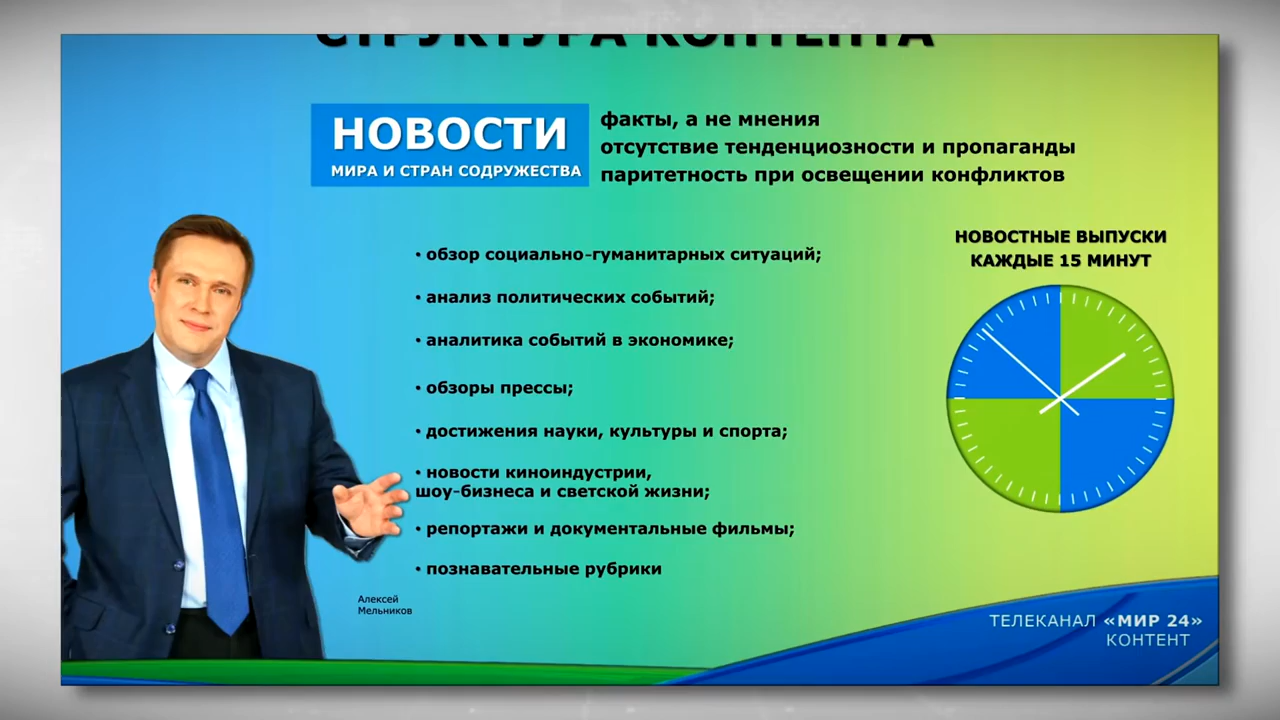 СТРУКТУРА КОНТЕНТА
НОВОСТИ
МИРА И СТРАН СОДРУЖЕСТВА
факты, а не мнения
отсутствие тенденциозности и пропаганды
паритетность при освещении конфликтов
НОВОСТНЫЕ ВЫПУСКИ
КАЖДЫЕ 15 МИНУТ
• обзор социально-гуманитарных ситуаций;
• анализ политических событий;
• аналитика событий в экономике;
• обзоры прессы;
• достижения науки, культуры и спорта;
• новости киноиндустрии,
шоу-бизнеса и светской жизни;
• репортажи и документальные фильмы;
• познавательные рубрики
Алексей
Мельников
ТЕЛЕКАНАЛ «МИР 24»
КОНТЕНТ